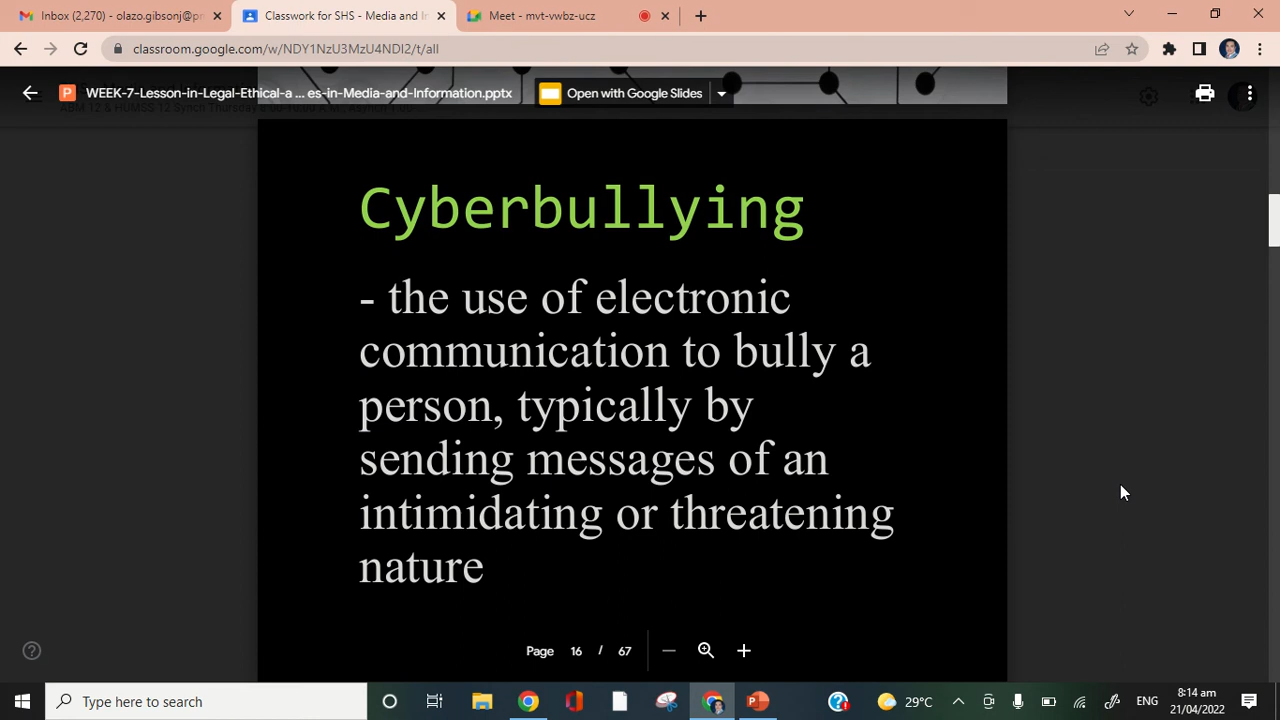 Inbox (2,270) - olazo.gibsonj@pr
Classwork for SHS - Media and In
Meet - mvt-vwbz-ucz
classroom.google.com/w/NDY1NzU3MzU4NDI2/t/all
WEEK-7-Lesson-in-Legal-Ethical-a ... es-in-Media-and-Information.pptx
Open with Google Slides
Cyberbullying
- the use of electronic
communication to bully a
person, typically by
sending messages of an
intimidating or threatening
nature
Page 16 / 67
Type here to search
29°C
ENG
8:14 am
21/04/2022